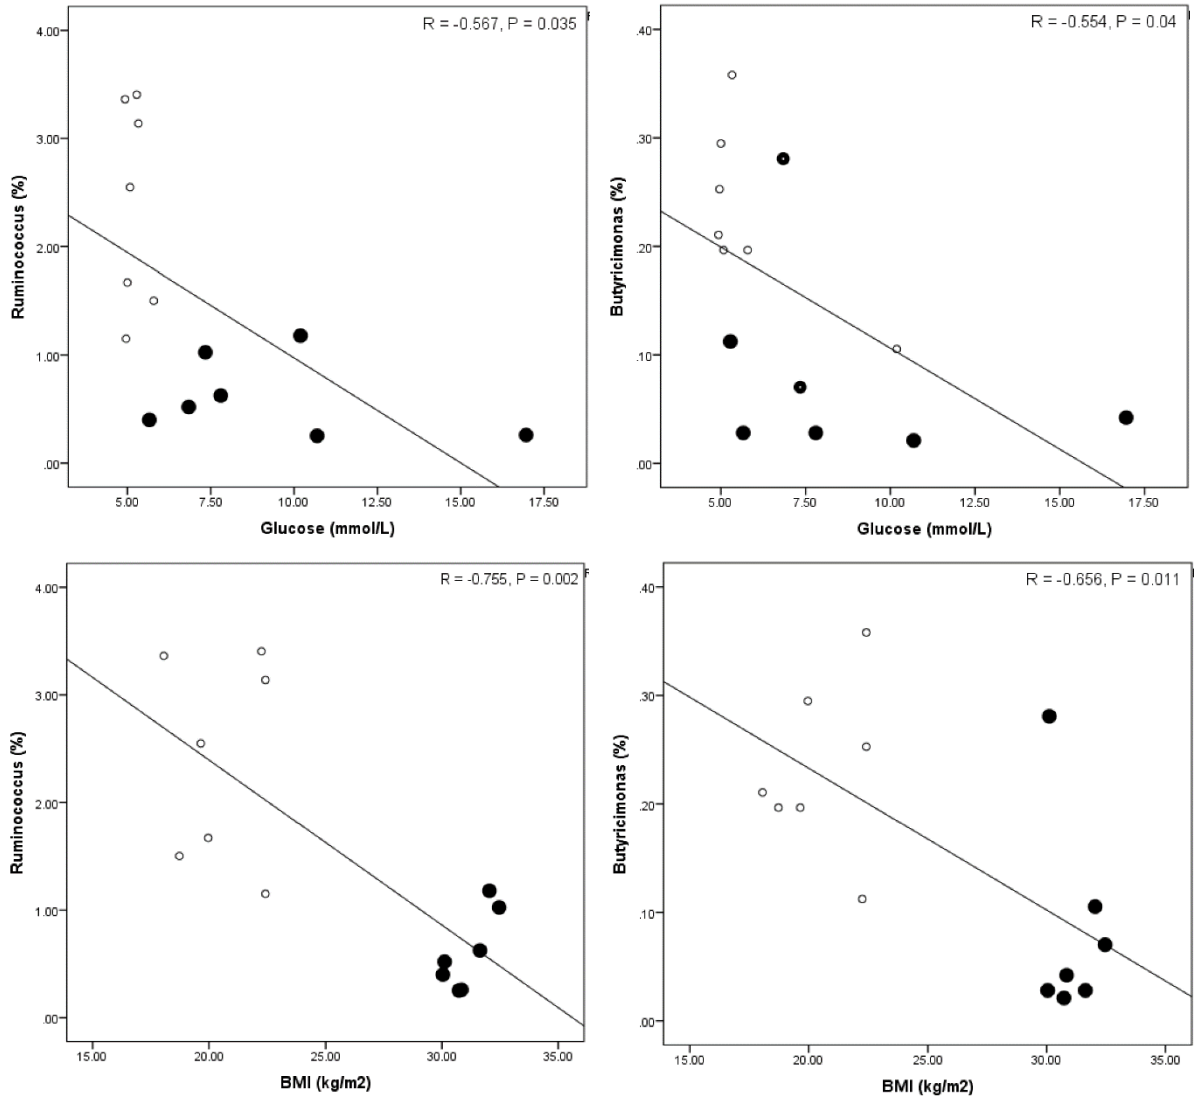 R = -0.567, P = 0.035
4.00
3.00
2.00
1.00
.00
Ruminococcus (%)
5.00 7.50 10.00 12.50 15.00 17.50
Glucose (mmol/L)
R = -0.554, P = 0.04
.40
.30
.20
.10
.00
Butyricimonas (%)
5.00 7.50 10.00 12.50 15.00 17.50
Glucose (mmol/L)
R = -0.755, P = 0.002
4.00
3.00
2.00
1.00
.00
Ruminococcus (%)
15.00 20.00 25.00 30.00 35.00
BMI (kg/m2)
R = -0.656, P = 0.011
.40
.30
.20
.10
.00
Butyricimonas (%)
15.00 20.00 25.00 30.00 35.00
BMI (kg/m2)